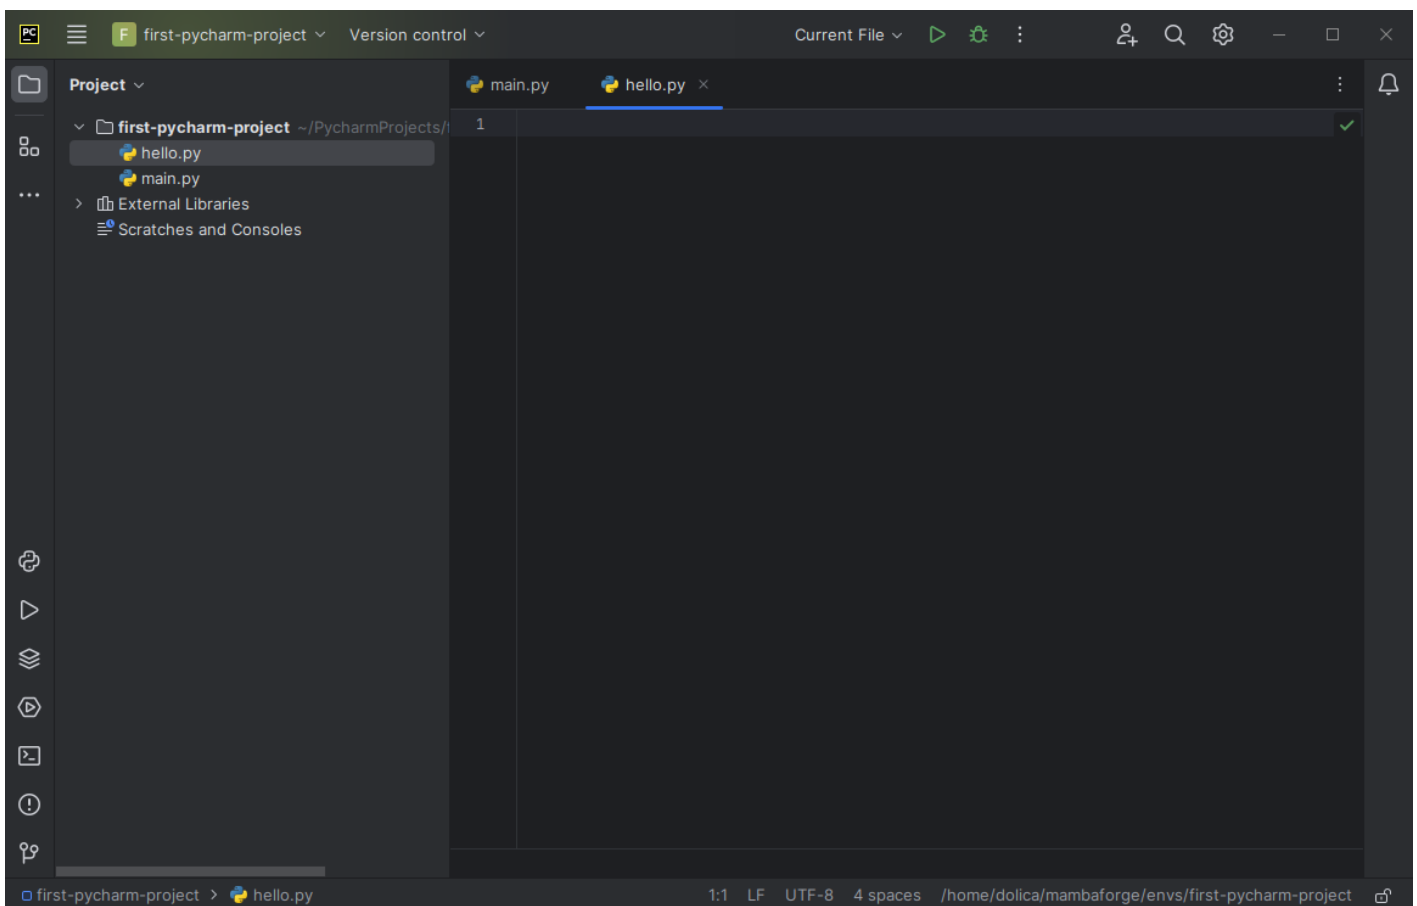 PC F first-pycharm-project Version control Current File
Project
main.py hello.py
first-pycharm-project ~/PycharmProjects/f
1
hello.py
main.py
External Libraries
Scratches and Consoles
first-pycharm-project > hello.py 1:1 LF UTF-8 4 spaces /home/dolica/mambaforge/envs/first-pycharm-project